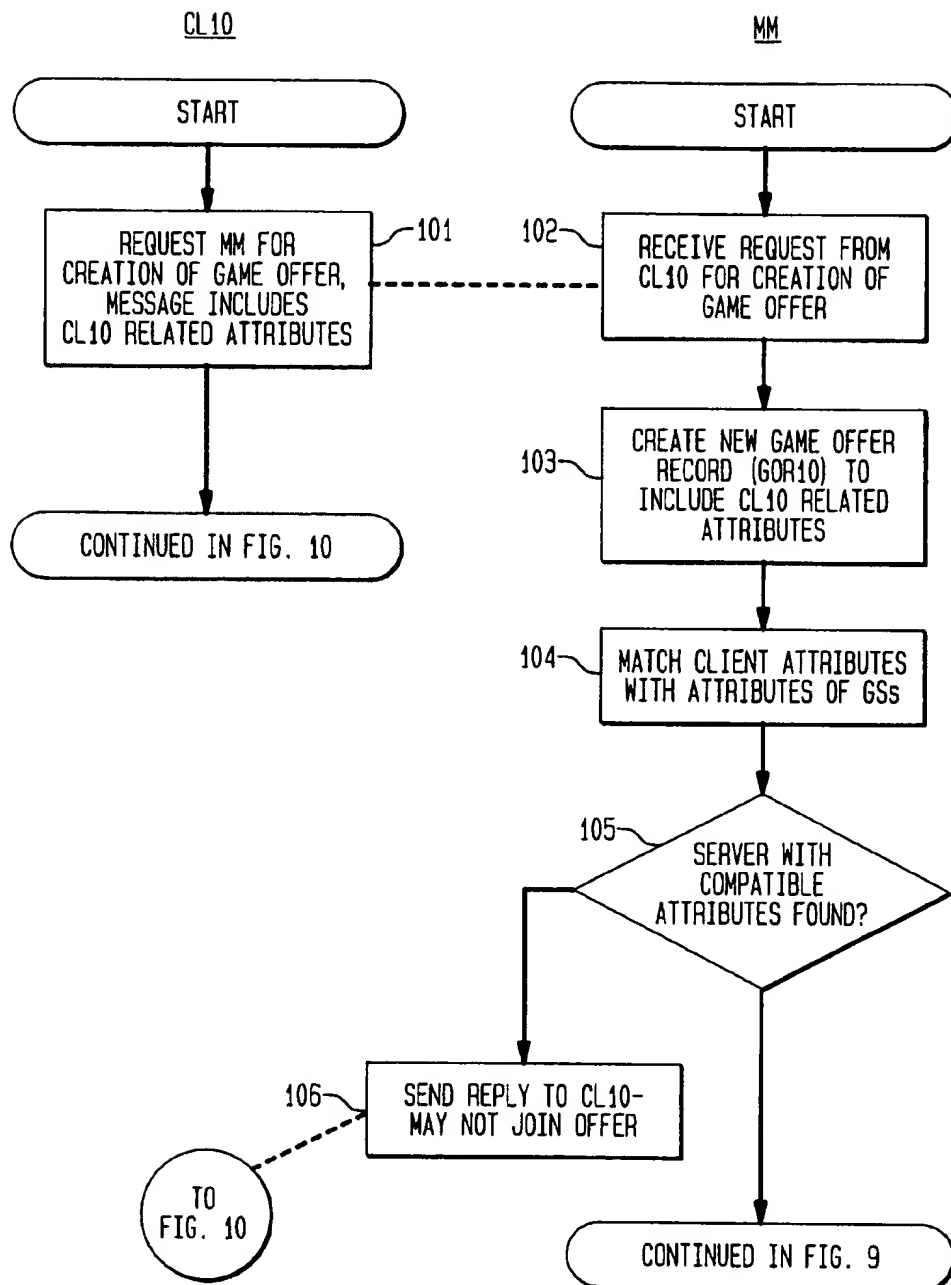 CL10
START
101
REQUEST MM FOR
CREATION OF GAME OFFER,
MESSAGE INCLUDES
CL10 RELATED ATTRIBUTES
CONTINUED IN FIG. 10
MM
START
102
RECEIVE REQUEST FROM
CL10 FOR CREATION OF
GAME OFFER
103
CREATE NEW GAME OFFER
RECORD (GOR10) TO
INCLUDE CL10 RELATED
ATTRIBUTES
104
MATCH CLIENT ATTRIBUTES
WITH ATTRIBUTES OF GSs
105
SERVER WITH
COMPATIBLE
ATTRIBUTES FOUND?
106
SEND REPLY TO CL10-
MAY NOT JOIN OFFER
TO
FIG. 10
CONTINUED IN FIG. 9